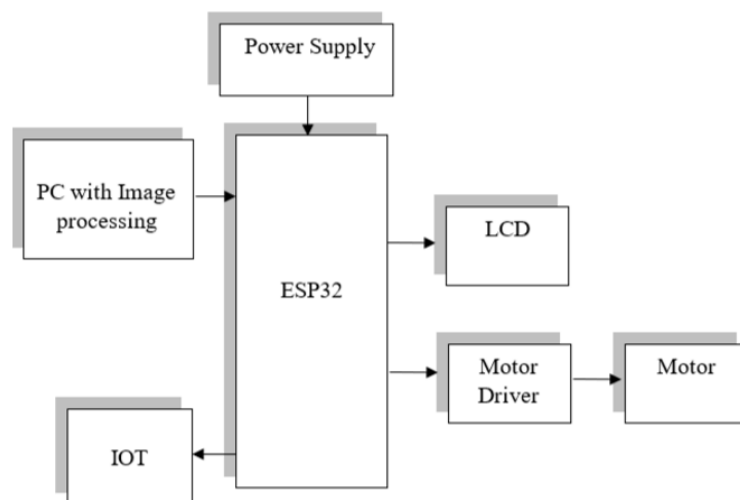 Power Supply
PC with Image
processing
LCD
ESP32
Motor
Driver
Motor
IOT